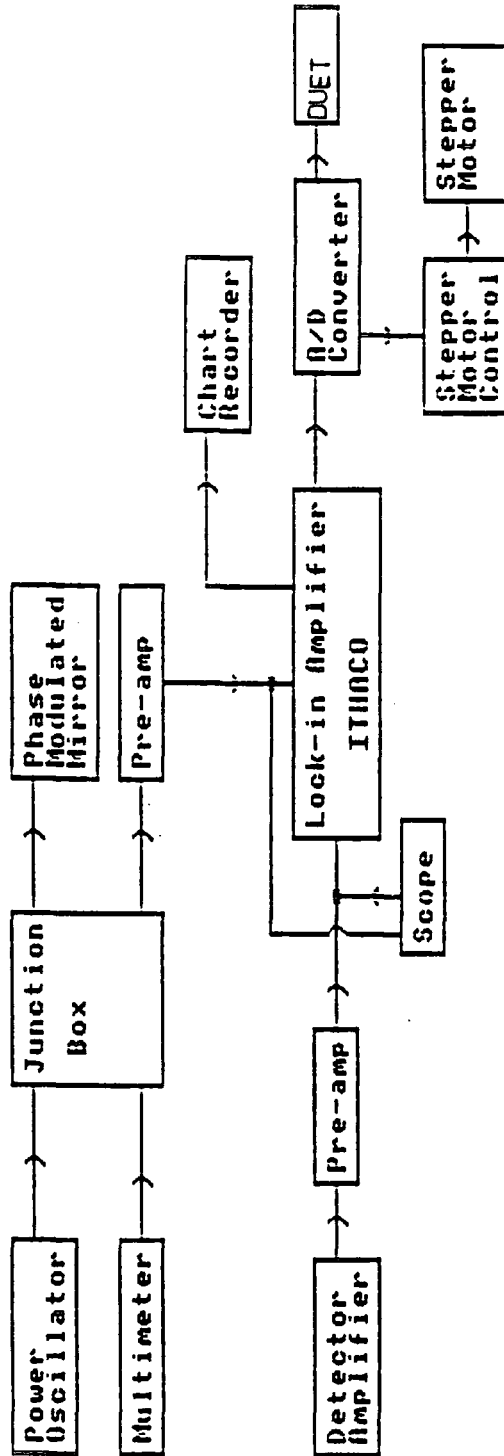 Power
Oscillator
Multimeter
Junction
Box
Phase
Modulated
Mirror
Pre-amp
Chart
Recorder
Detector
Amplifier
Pre-amp
Scope
Lock-in Amplifier
ITHACO
A/D
Converter
DUET
Stepper
Motor
Control
Stepper
Motor